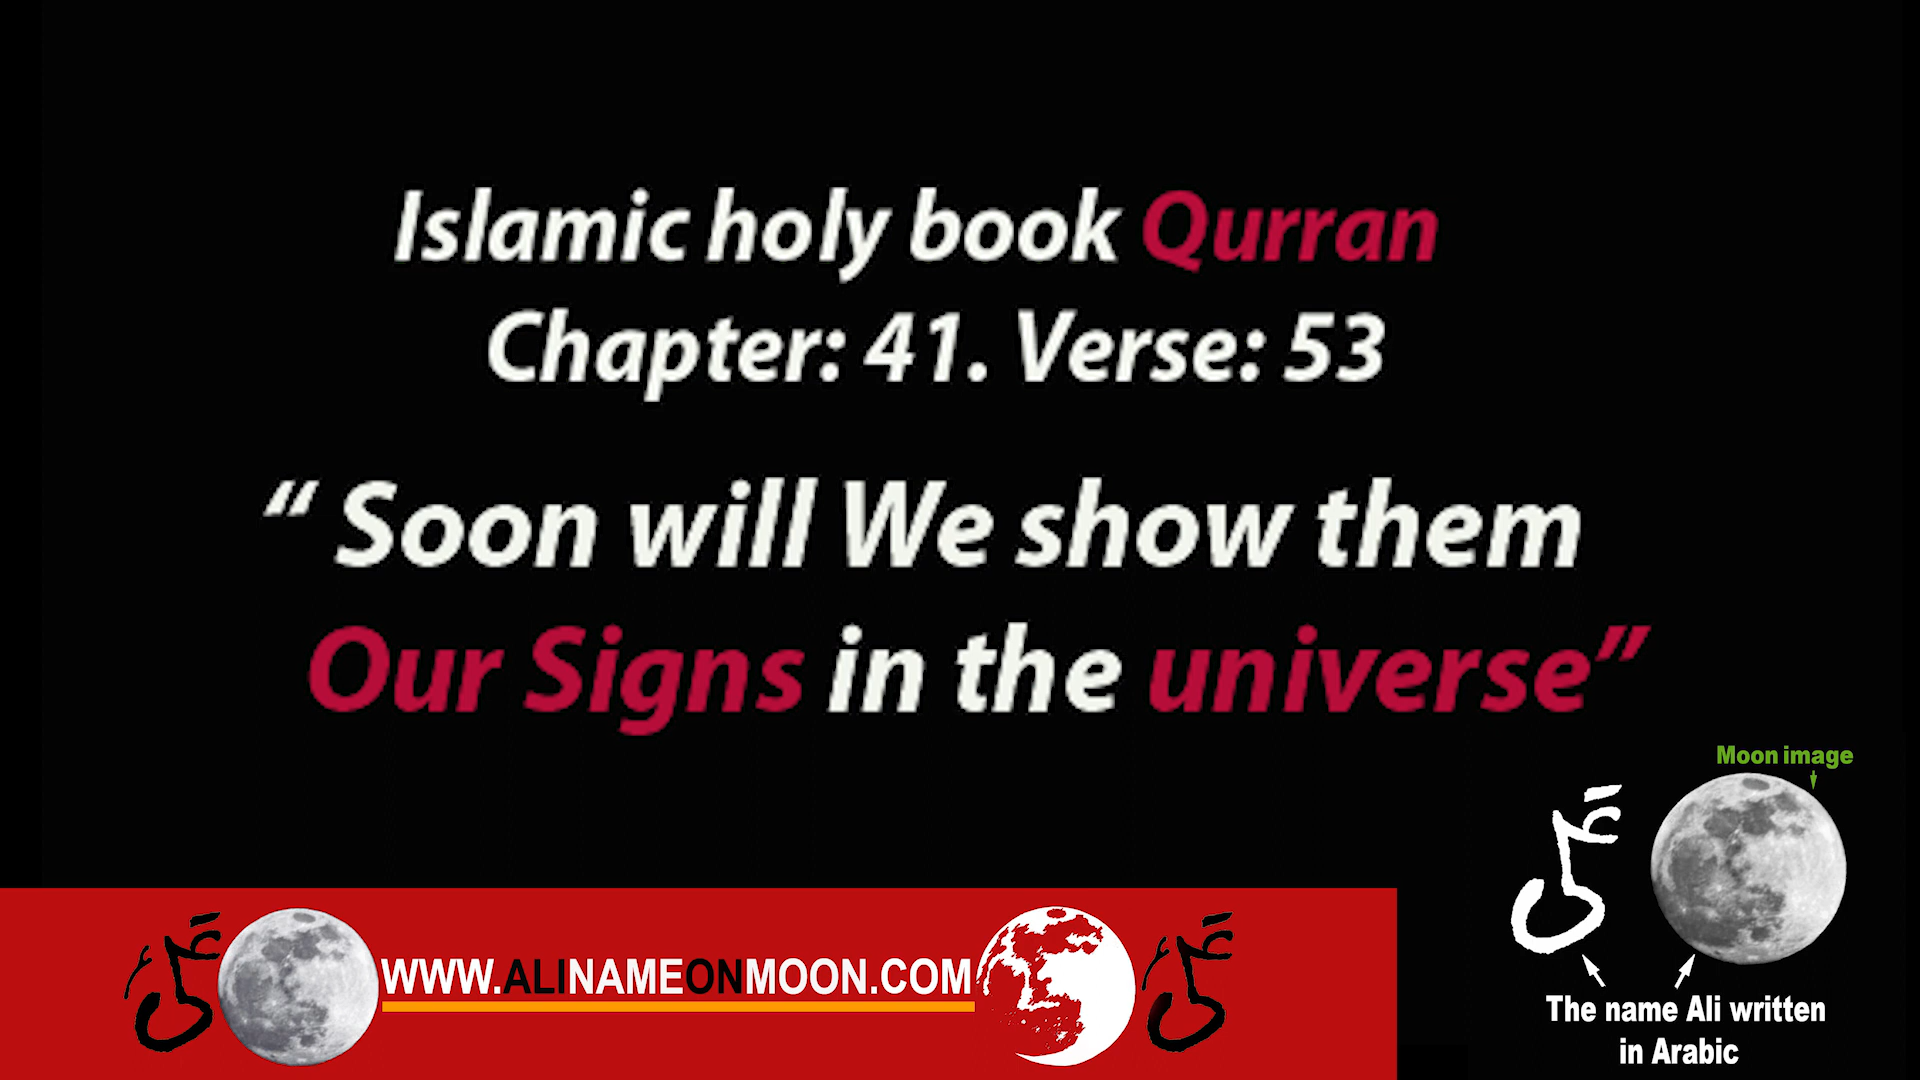 Islamic holy book Qurran
Chapter: 41. Verse: 53
“ Soon will We show them
Our Signs in the universe”
Moon image
The name Ali written
in Arabic
WWW.ALINAMEONMOON.COM